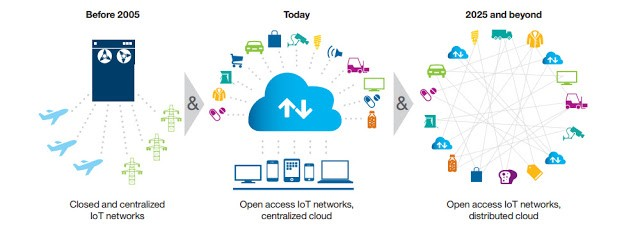 Before 2005
Today
2025 and beyond
&
&
Closed and centralized
IoT networks
Open access IoT networks,
centralized cloud
Open access IoT networks,
distributed cloud